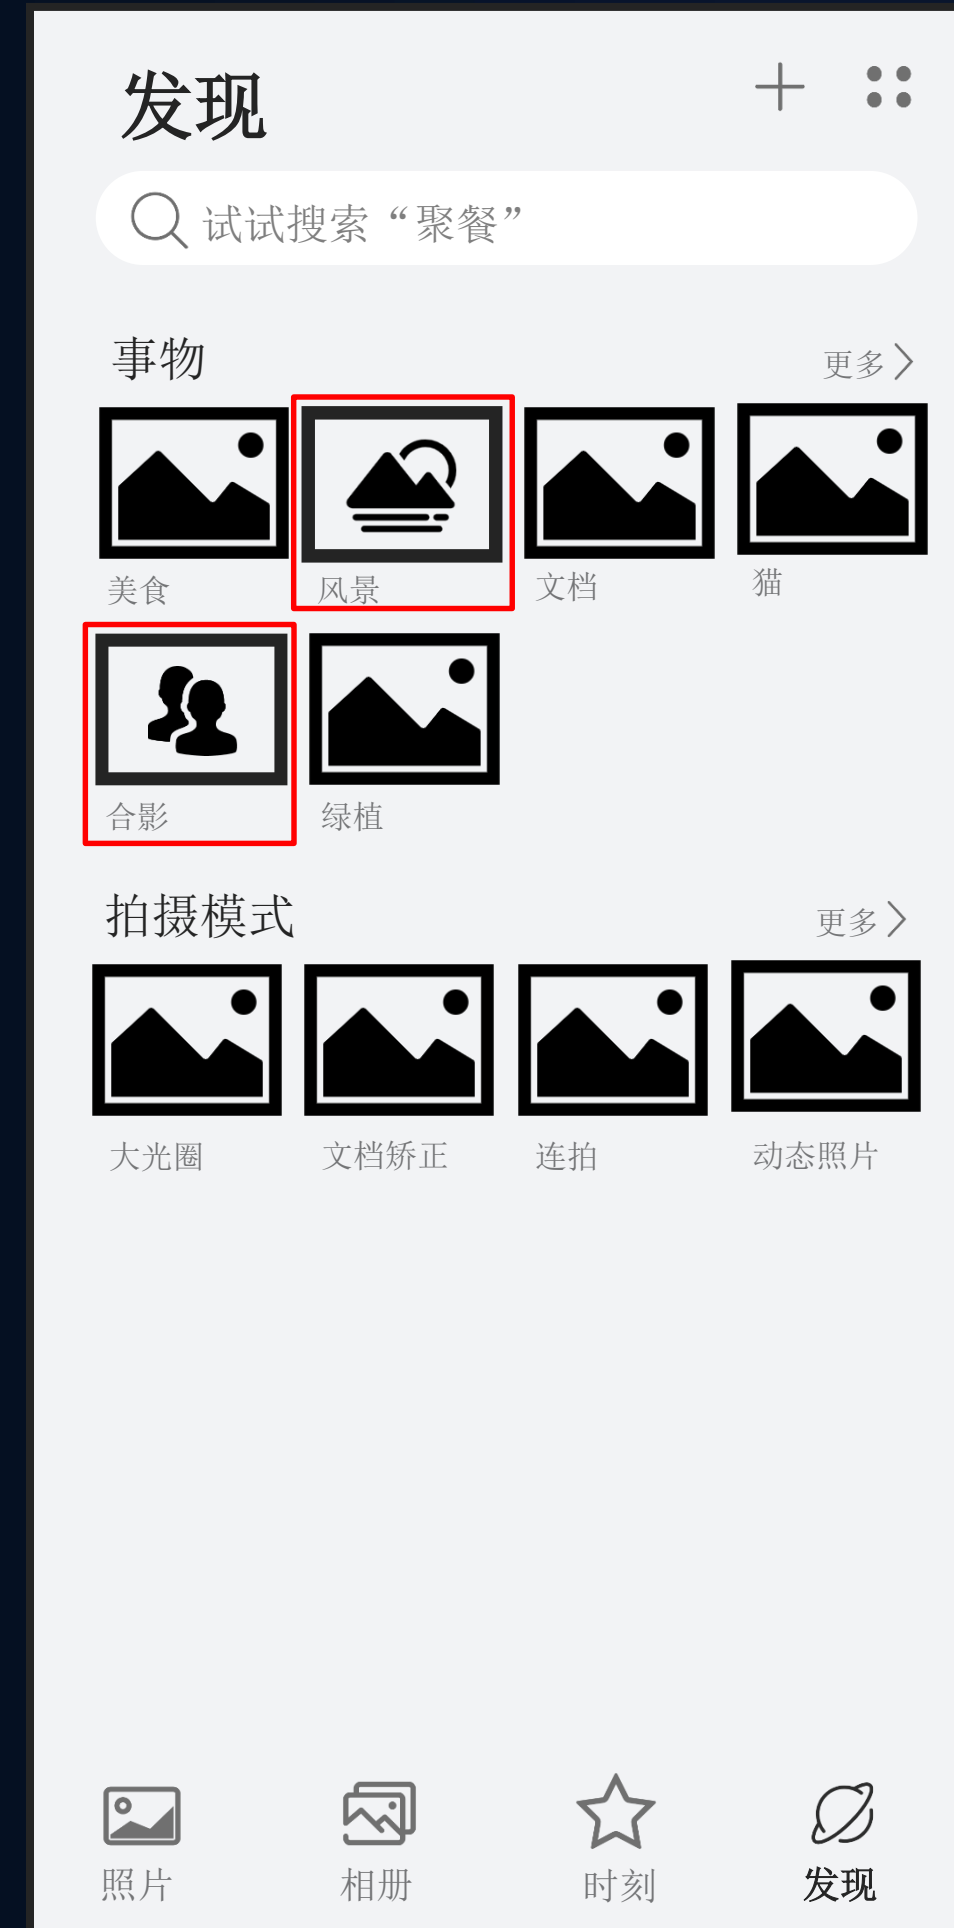 发现
试试搜索“聚餐”
事物 更多
美食 风景 文档 猫
合影 绿植
拍摄模式 更多
大光圈 文档矫正 连拍 动态照片
照片 相册 时刻 发现